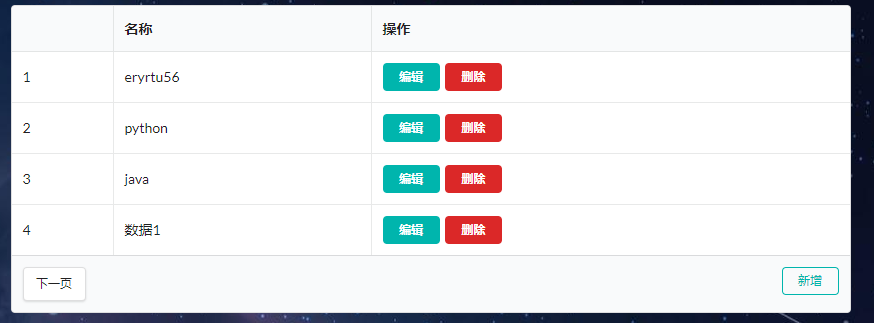 名称 操作
1 eryrtu56 编辑 删除
2 python 编辑 删除
3 java 编辑 删除
4 数据1 编辑 删除
下一页 新增